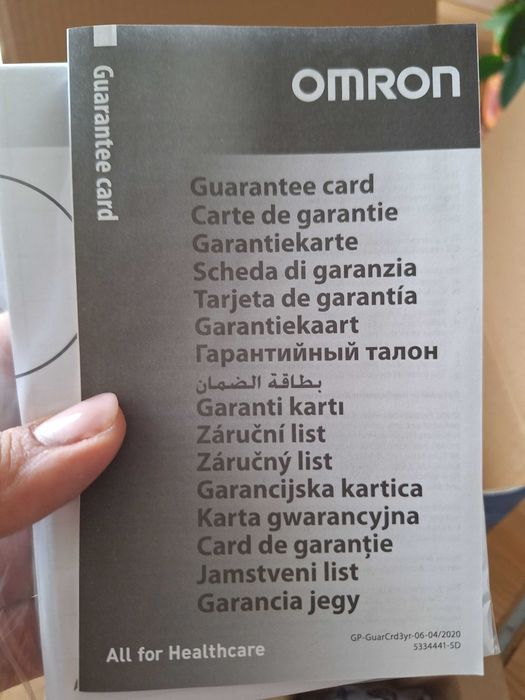 Guarantee card
OMRON
Guarantee card
Carte de garantie
Garantiekarte
Scheda di garanzia
Tarjeta de garantía
Garantiekaart
Гарантийный талон
بطاقة الضمان
Garanti kartı
Záruční list
Záručný list
Garancijska kartica
Karta gwarancyjna
Card de garanție
Jamstveni list
Garancia jegy
GP-GuarCrd3yr-06-04/2020
5334441-5D
All for Healthcare